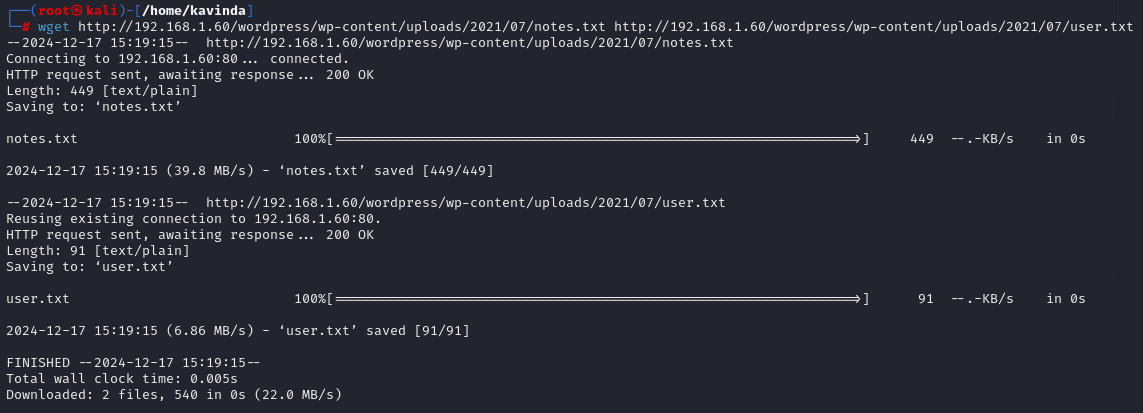 ┌──(root㉿kali)-[/home/kavinda]
└─# wget http://192.168.1.60/wordpress/wp-content/uploads/2021/07/notes.txt http://192.168.1.60/wordpress/wp-content/uploads/2021/07/user.txt
--2024-12-17 15:19:15--  http://192.168.1.60/wordpress/wp-content/uploads/2021/07/notes.txt
Connecting to 192.168.1.60:80... connected.
HTTP request sent, awaiting response... 200 OK
Length: 449 [text/plain]
Saving to: ‘notes.txt’
notes.txt 100%[=================================================================>] 449 --.-KB/s in 0s
2024-12-17 15:19:15 (39.8 MB/s) - ‘notes.txt’ saved [449/449]
--2024-12-17 15:19:15--  http://192.168.1.60/wordpress/wp-content/uploads/2021/07/user.txt
Reusing existing connection to 192.168.1.60:80.
HTTP request sent, awaiting response... 200 OK
Length: 91 [text/plain]
Saving to: ‘user.txt’
user.txt 100%[=================================================================>] 91 --.-KB/s in 0s
2024-12-17 15:19:15 (6.86 MB/s) - ‘user.txt’ saved [91/91]
FINISHED --2024-12-17 15:19:15--
Total wall clock time: 0.005s
Downloaded: 2 files, 540 in 0s (22.0 MB/s)